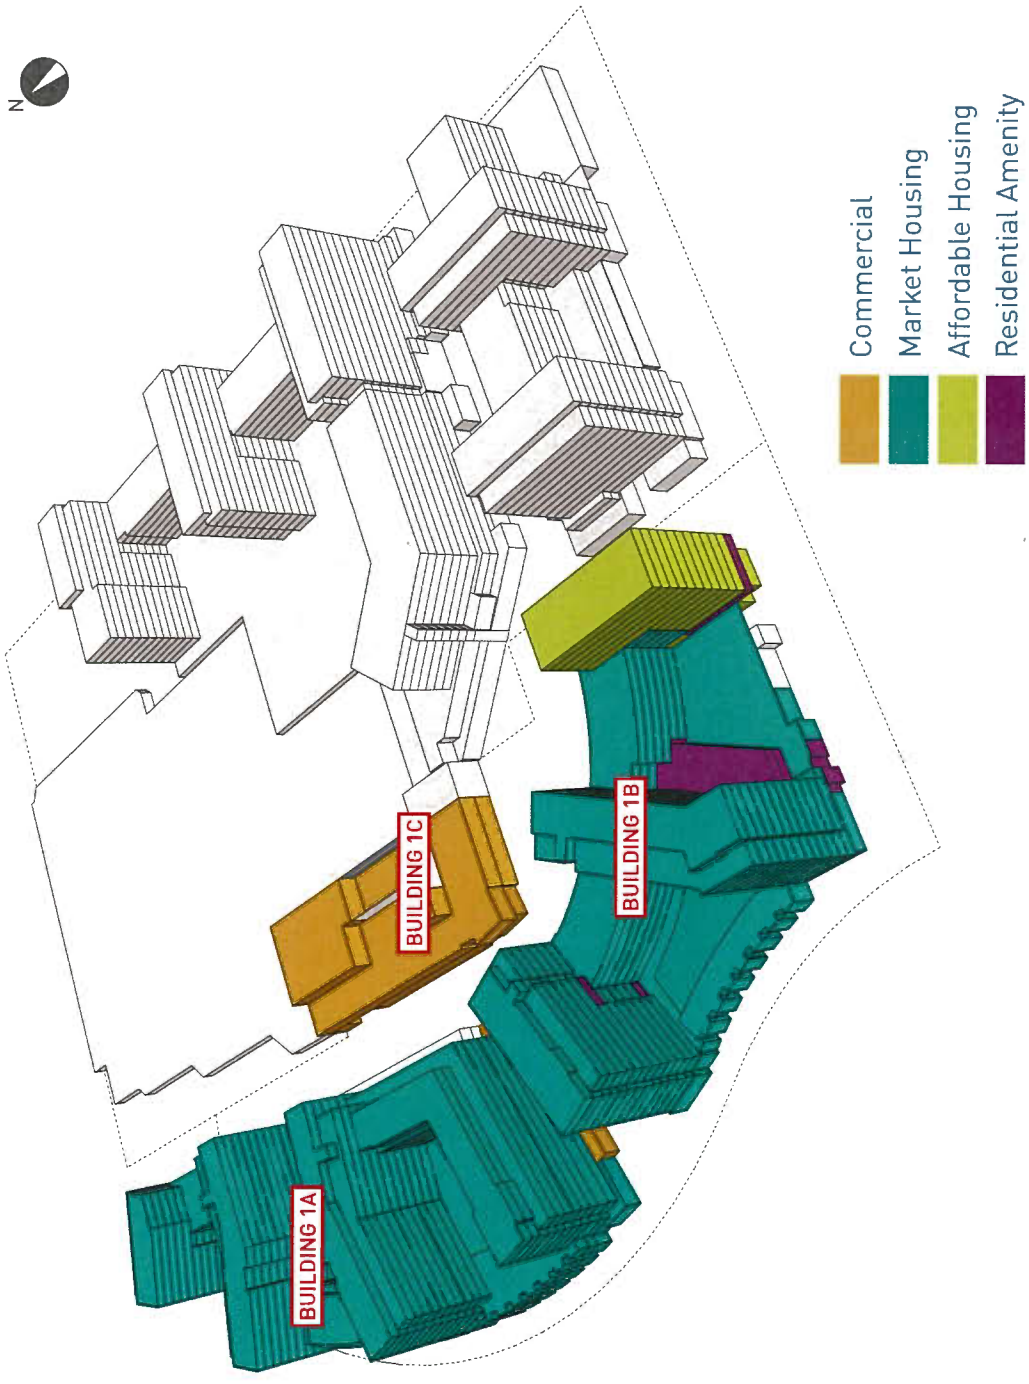 N
BUILDING 1A
BUILDING 1C
BUILDING 1B
Commercial
Market Housing
Affordable Housing
Residential Amenity